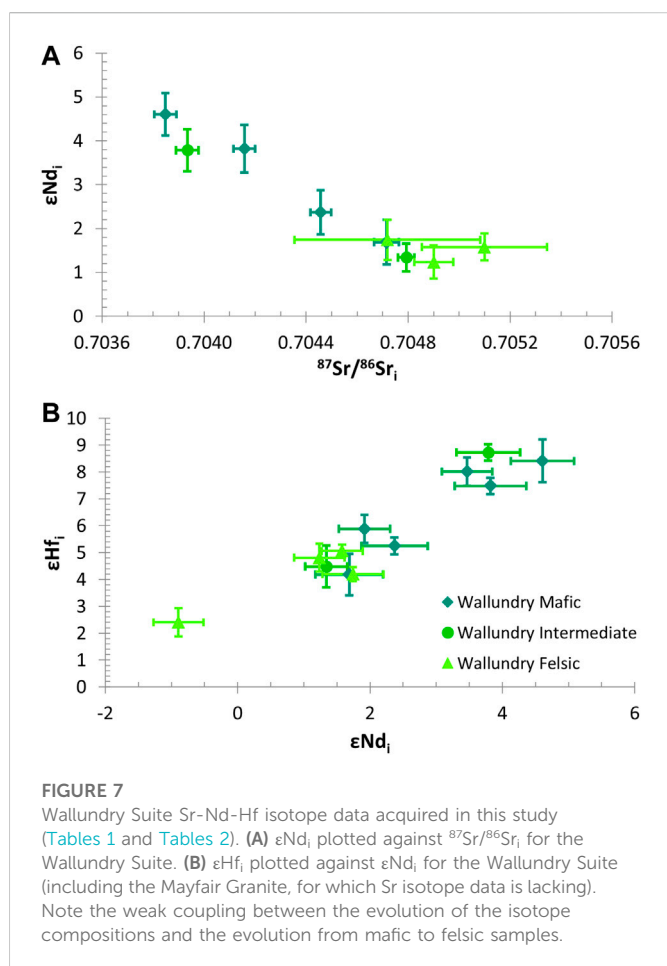 A
6
5
4
3
2
1
0
εNdᵢ
0.7036 0.7040 0.7044 0.7048 0.7052 0.7056
⁸⁷Sr/⁸⁶Srᵢ
B
10
9
8
7
6
5
4
3
2
1
0
εHfᵢ
Wallundry Mafic
Wallundry Intermediate
Wallundry Felsic
-2 0 2 4 6
εNdᵢ
FIGURE 7
Wallundry Suite Sr-Nd-Hf isotope data acquired in this study
(Tables 1 and Tables 2). (A) εNdᵢ plotted against ⁸⁷Sr/⁸⁶Srᵢ for the
Wallundry Suite. (B) εHfᵢ plotted against εNdᵢ for the Wallundry Suite
(including the Mayfair Granite, for which Sr isotope data is lacking).
Note the weak coupling between the evolution of the isotope
compositions and the evolution from mafic to felsic samples.